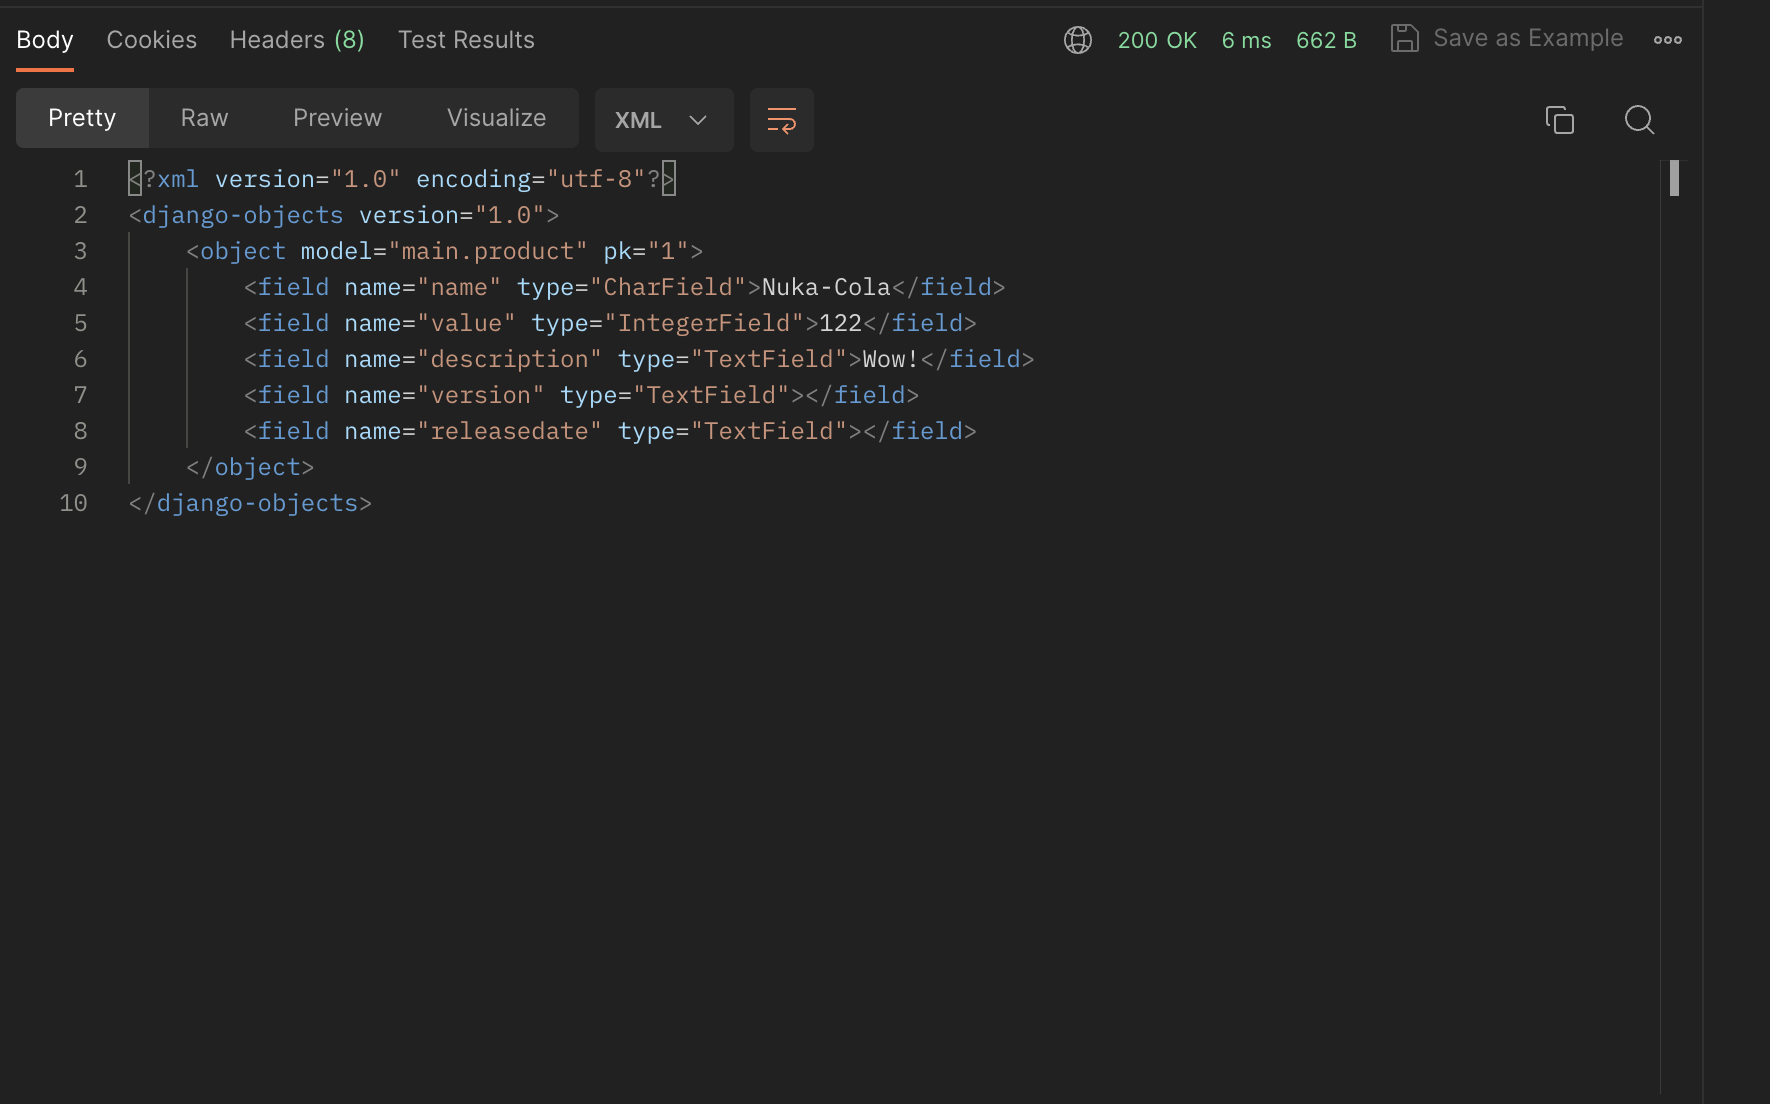 Body Cookies Headers (8) Test Results 200 OK 6 ms 662 B Save as Example
Pretty Raw Preview Visualize XML
1 <?xml version="1.0" encoding="utf-8"?>
2 <django-objects version="1.0">
3 <object model="main.product" pk="1">
4 <field name="name" type="CharField">Nuka-Cola</field>
5 <field name="value" type="IntegerField">122</field>
6 <field name="description" type="TextField">Wow!</field>
7 <field name="version" type="TextField"></field>
8 <field name="releasedate" type="TextField"></field>
9 </object>
10 </django-objects>